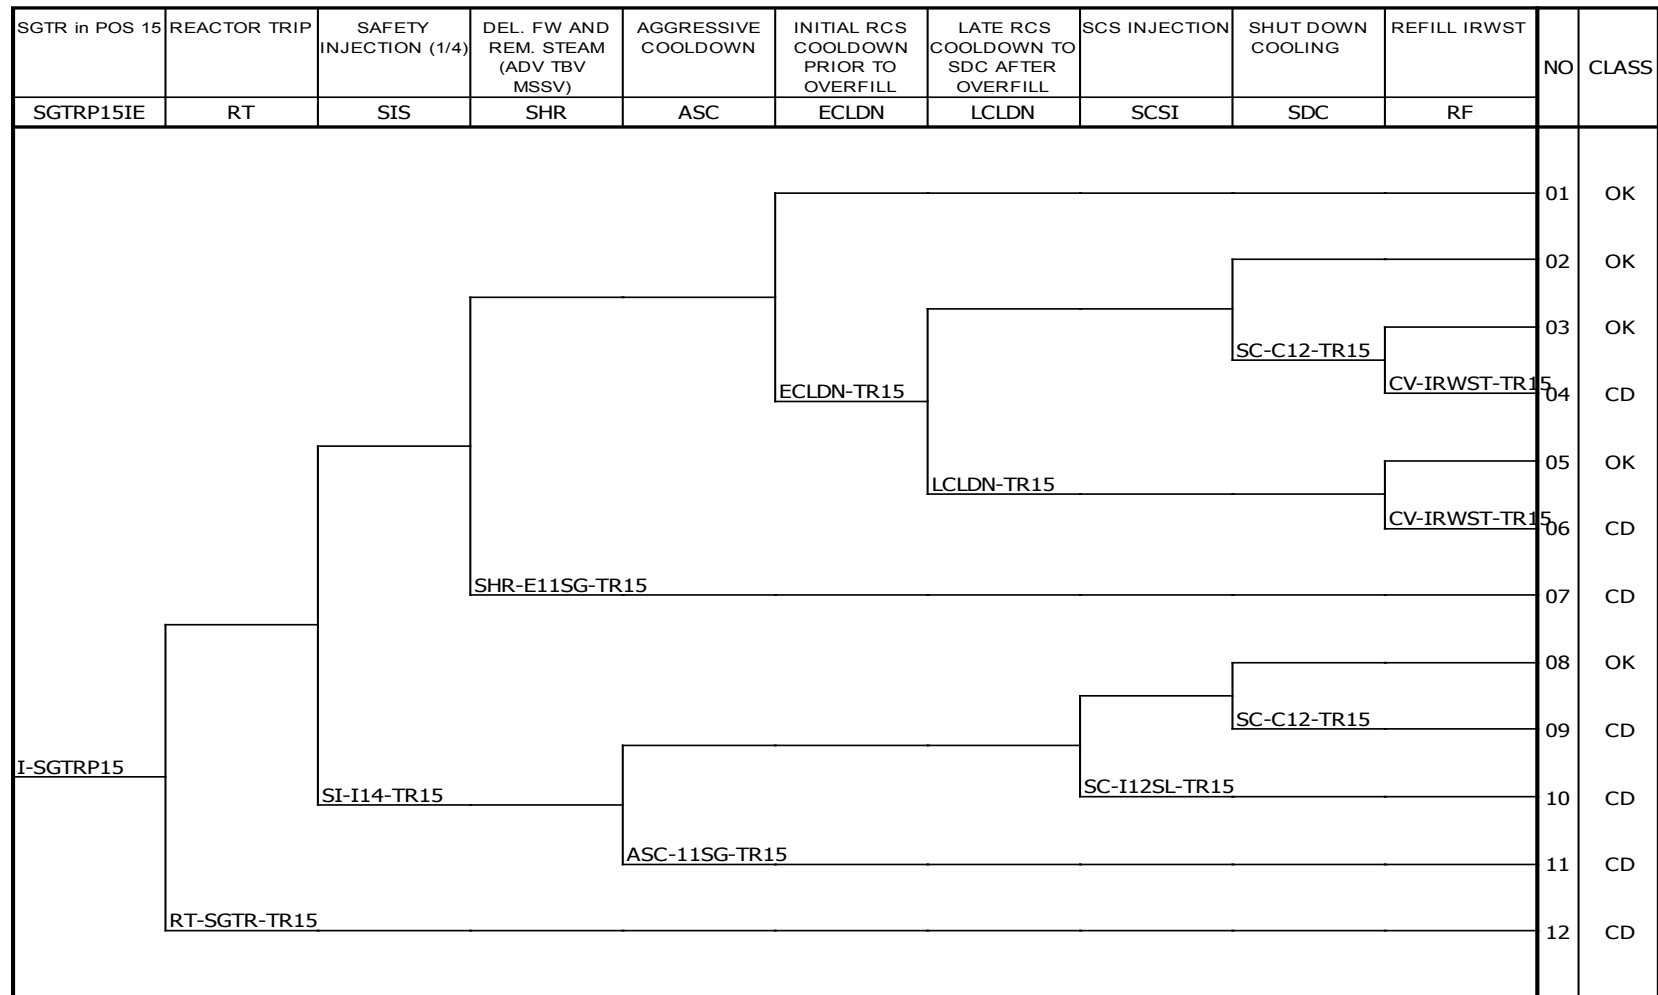 SGTR in POS 15
REACTOR TRIP
SAFETY
INJECTION (1/4)
DEL. FW AND
REM. STEAM
(ADV TBV
MSSV)
AGGRESSIVE
COOLDOWN
INITIAL RCS
COOLDOWN
PRIOR TO
OVERFILL
LATE RCS
COOLDOWN TO
SDC AFTER
OVERFILL
SCS INJECTION
SHUT DOWN
COOLING
REFILL IRWST
NO
CLASS
SGTRP15IE
RT
SIS
SHR
ASC
ECLDN
LCLDN
SCSI
SDC
RF
01 OK
02 OK
03 OK
SC-C12-TR15
CV-IRWST-TR15
ECLDN-TR15
04 CD
05 OK
LCLDN-TR15
CV-IRWST-TR15
06 CD
SHR-E11SG-TR15
07 CD
08 OK
SC-C12-TR15
09 CD
I-SGTRP15
SC-I12SL-TR15
SI-I14-TR15
10 CD
ASC-11SG-TR15
11 CD
RT-SGTR-TR15
12 CD